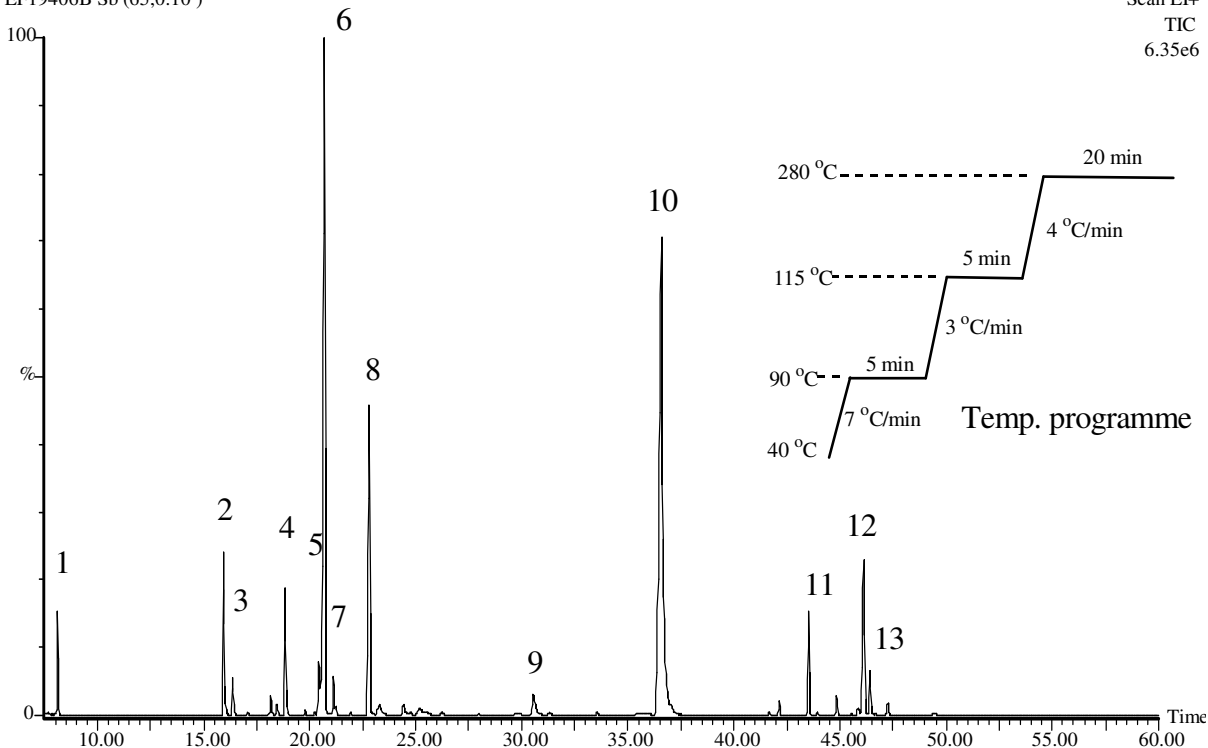 Scan EI+
TIC
6.35e6
100
%
0
1
2
3
4
5
6
7
8
9
10
11
12
13
280 °C
20 min
4 °C/min
5 min
115 °C
3 °C/min
5 min
90 °C
7 °C/min
Temp. programme
40 °C
10.00 15.00 20.00 25.00 30.00 35.00 40.00 45.00 50.00 55.00 60.00
Time